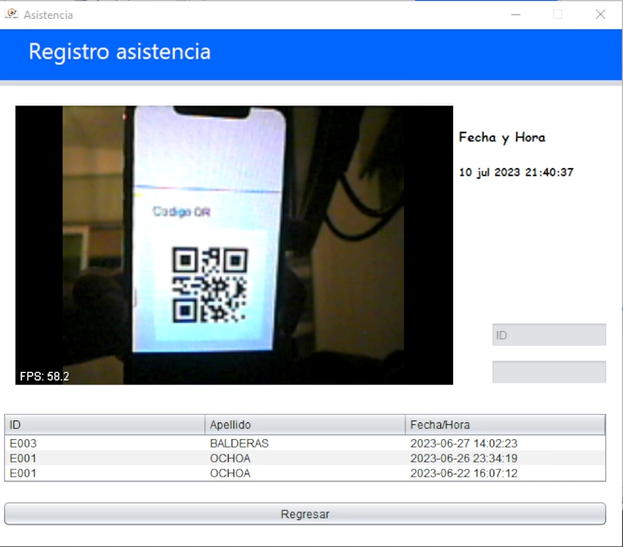 Asistencia
Registro asistencia
Codigo QR
Fecha y Hora
10 jul 2023 21:40:37
FPS: 58.2
ID
ID Apellido Fecha/Hora
E003 BALDERAS 2023-06-27 14:02:23
E001 OCHOA 2023-06-26 23:34:19
E001 OCHOA 2023-06-22 16:07:12
Regresar